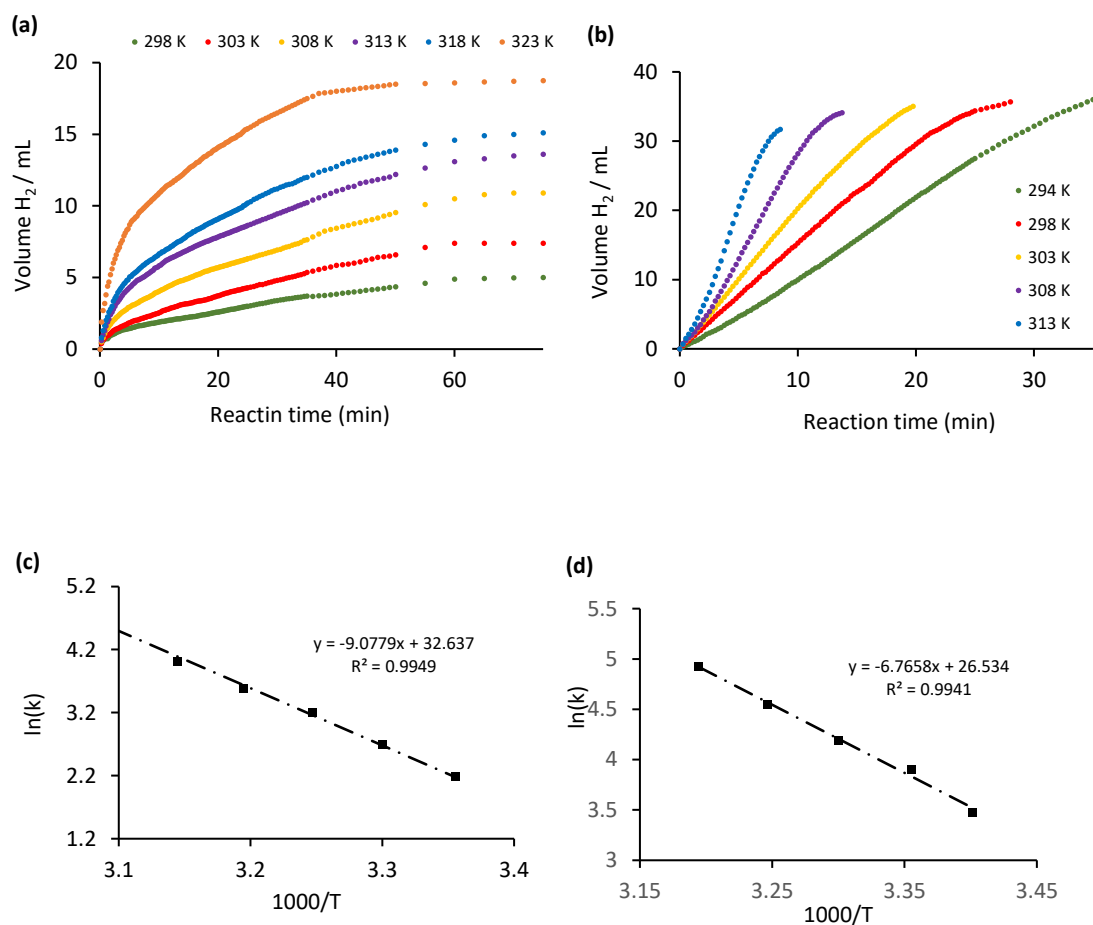 (a)
298 K 303 K 308 K 313 K 318 K 323 K
20
15
10
5
0
Volume H2 / mL
0 20 40 60
Reactin time (min)
(b)
40
30
20
10
0
Volume H2 / mL
294 K
298 K
303 K
308 K
313 K
0 10 20 30
Reaction time (min)
(c)
5.2
4.2
3.2
2.2
1.2
ln(k)
y = -9.0779x + 32.637
R² = 0.9949
3.1 3.2 3.3 3.4
1000/T
(d)
5.5
5
4.5
4
3.5
3
ln(k)
y = -6.7658x + 26.534
R² = 0.9941
3.15 3.25 3.35 3.45
1000/T